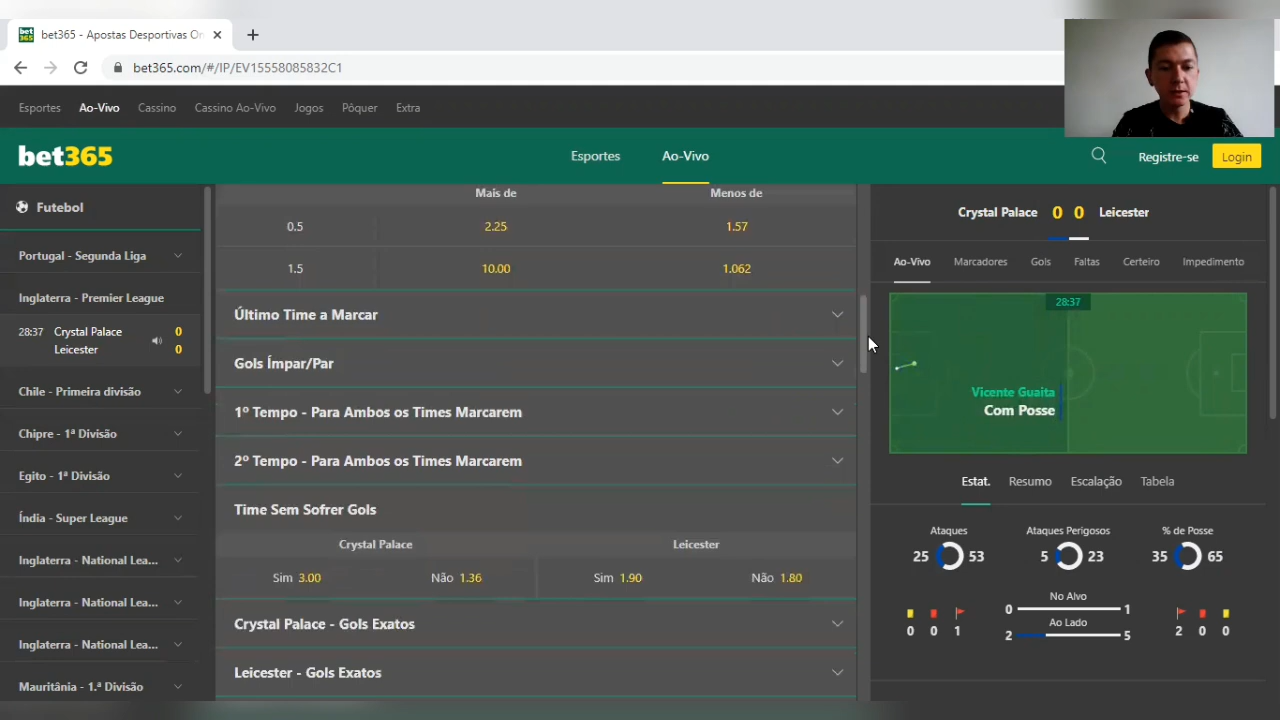 bet365 - Apostas Desportivas On
bet365.com/#/IP/EV15558085832C1
Esportes Ao-Vivo Cassino Cassino Ao-Vivo Jogos Pôquer Extra
bet365
Esportes Ao-Vivo
Registre-se Login
Futebol
Portugal - Segunda Liga
Inglaterra - Premier League
28:37 Crystal Palace 0
Leicester 0
Chile - Primeira divisão
Chipre - 1ª Divisão
Egito - 1ª Divisão
Índia - Super League
Inglaterra - National Lea...
Inglaterra - National Lea...
Inglaterra - National Lea...
Mauritânia - 1.ª Divisão
Mais de Menos de
0.5 2.25 1.57
1.5 10.00 1.062
Último Time a Marcar
Gols Ímpar/Par
1º Tempo - Para Ambos os Times Marcarem
2º Tempo - Para Ambos os Times Marcarem
Time Sem Sofrer Gols
Crystal Palace Leicester
Sim 3.00 Não 1.36 Sim 1.90 Não 1.80
Crystal Palace - Gols Exatos
Leicester - Gols Exatos
Crystal Palace 0 0 Leicester
Ao-Vivo Marcadores Gols Faltas Certeiro Impedimento
28:37
Vicente Guaita
Com Posse
Estat. Resumo Escalação Tabela
Ataques Ataques Perigosos % de Posse
25 53 5 23 35 65
No Alvo
0 1
Ao Lado
2 5
0 0 1 2 0 0